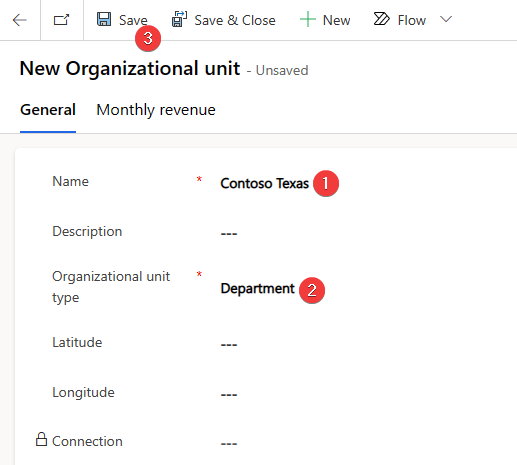 Save Save & Close New Flow
3
New Organizational unit - Unsaved
General Monthly revenue
Name * Contoso Texas 1
Description ---
Organizational unit
type * Department 2
Latitude ---
Longitude ---
Connection ---